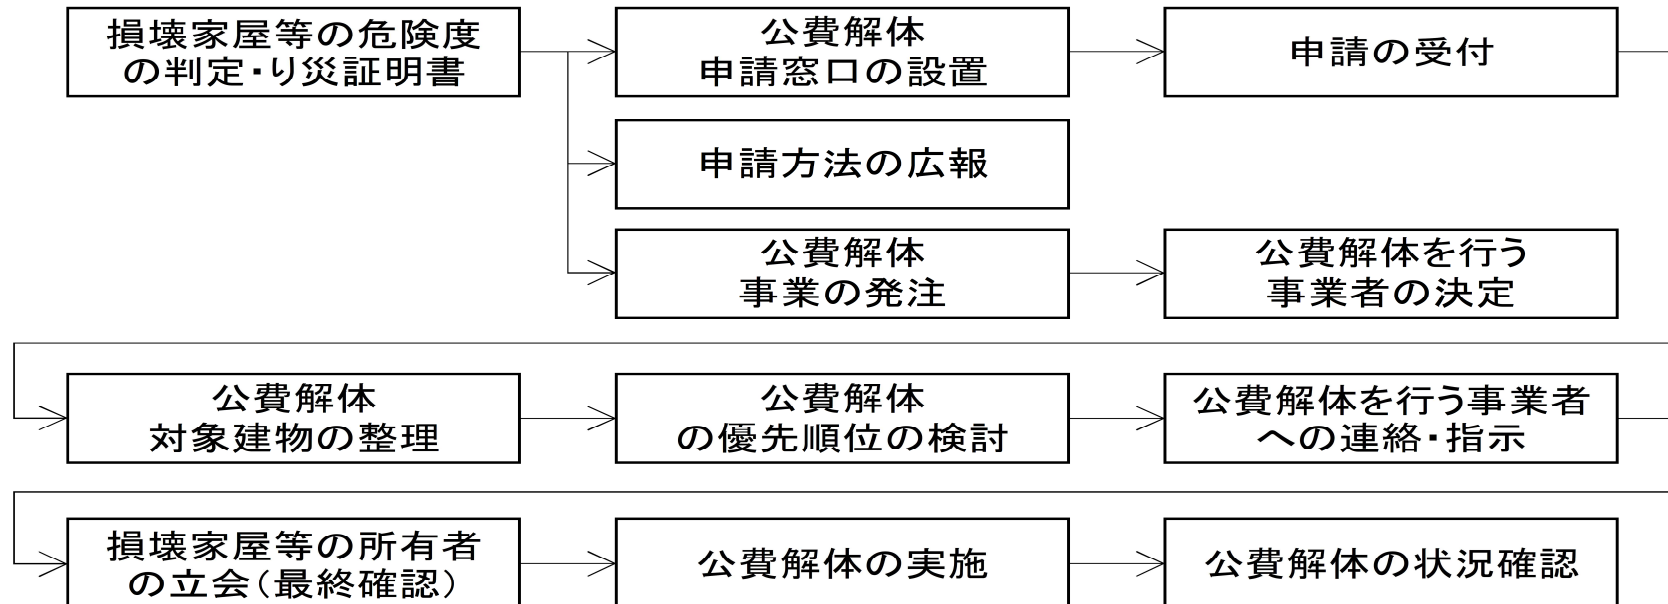 損壊家屋等の危険度
の判定・り災証明書
公費解体
申請窓口の設置
申請の受付
申請方法の広報
公費解体
事業の発注
公費解体を行う
事業者の決定
公費解体
対象建物の整理
公費解体
の優先順位の検討
公費解体を行う事業者
への連絡・指示
損壊家屋等の所有者
の立会(最終確認)
公費解体の実施
公費解体の状況確認